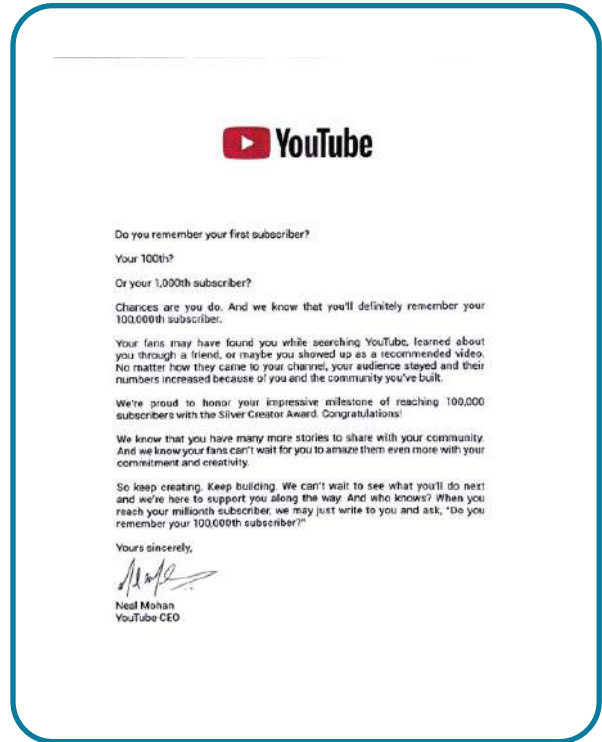 YouTube
Do you remember your first subscriber?
Your 100th?
Or your 1,000th subscriber?
Chances are you do. And we know that you'll definitely remember your
100,000th subscriber.
Your fans may have found you while searching YouTube, learned about
you through a friend, or maybe you showed up as a recommended video.
No matter how they came to your channel, your audience stayed and their
numbers increased because of you and the community you've built.
We're proud to honor your impressive milestone of reaching 100,000
subscribers with the Silver Creator Award. Congratulations!
We know that you have many more stories to share with your community.
And we know your fans can't wait for you to amaze them even more with your
commitment and creativity.
So keep creating. Keep building. We can't wait to see what you'll do next
and we're here to support you along the way. And who knows? When you
reach your millionth subscriber, we may just write to you and ask, "Do you
remember your 100,000th subscriber?"
Yours sincerely,
Neal Mohan
YouTube CEO